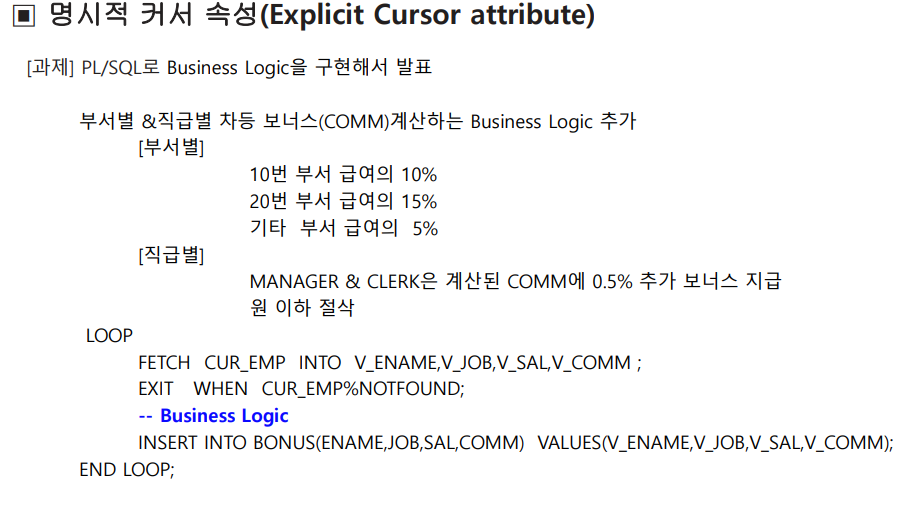 ▣ 명시적 커서 속성(Explicit Cursor attribute)
[과제] PL/SQL로 Business Logic을 구현해서 발표
부서별 &직급별 차등 보너스(COMM)계산하는 Business Logic 추가
[부서별]
10번 부서 급여의 10%
20번 부서 급여의 15%
기타 부서 급여의 5%
[직급별]
MANAGER & CLERK은 계산된 COMM에 0.5% 추가 보너스 지급
원 이하 절삭
LOOP
FETCH CUR_EMP INTO V_ENAME,V_JOB,V_SAL,V_COMM ;
EXIT WHEN CUR_EMP%NOTFOUND;
-- Business Logic
INSERT INTO BONUS(ENAME,JOB,SAL,COMM) VALUES(V_ENAME,V_JOB,V_SAL,V_COMM);
END LOOP;